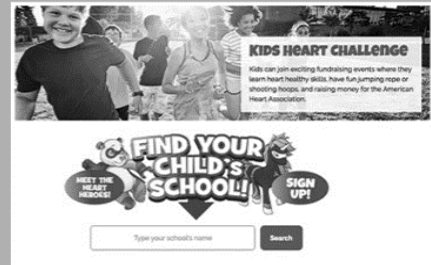 KIDS HEART CHALLENGE
Kids can join exciting fundraising events where they
learn heart healthy skills, have fun jumping rope or
shooting hoops, and raising money for the American
Heart Association.
FIND YOUR
CHILD'S
SCHOOL!
MEET THE
HEART
HEROES!
SIGN
UP!
Type your school's name
Search